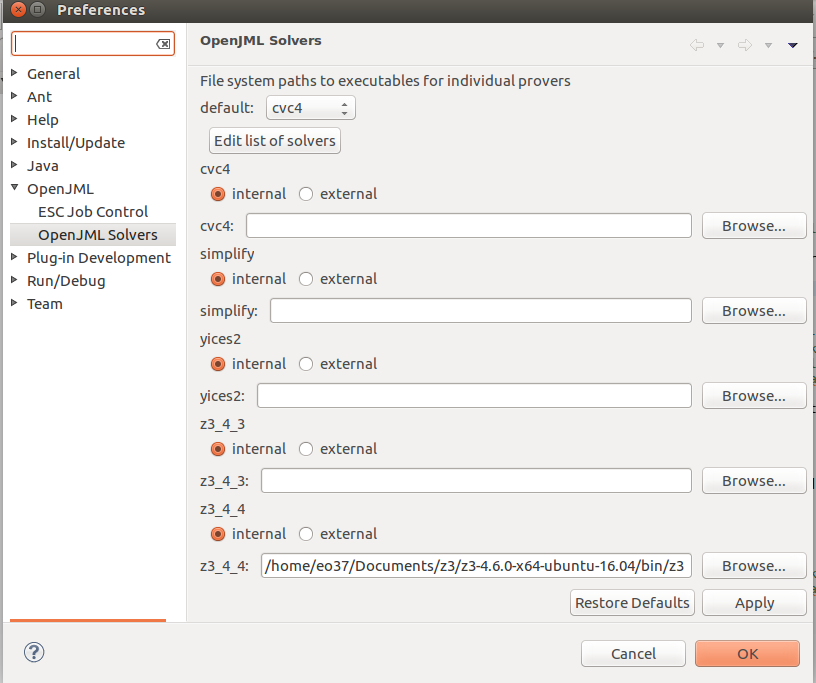 Preferences
General
Ant
Help
Install/Update
Java
OpenJML
ESC Job Control
OpenJML Solvers
Plug-in Development
Run/Debug
Team
OpenJML Solvers
File system paths to executables for individual provers
default: cvc4
Edit list of solvers
cvc4
internal external
cvc4: Browse...
simplify
internal external
simplify: Browse...
yices2
internal external
yices2: Browse...
z3_4_3
internal external
z3_4_3: Browse...
z3_4_4
internal external
z3_4_4: /home/eo37/Documents/z3/z3-4.6.0-x64-ubuntu-16.04/bin/z3 Browse...
Restore Defaults Apply
? Cancel OK